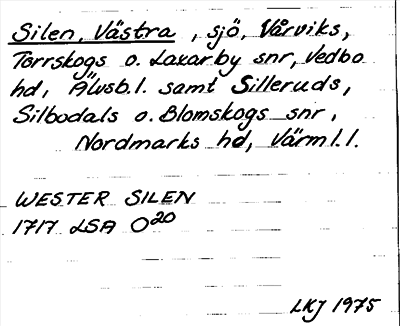 Silen, Västra, sjö, Vårviks,
Torrskogs o. Laxarby snr, Vedbo
hd, Älvsb. l. samt Silleruds,
Silbodals o. Blomskogs snr,
Nordmarks hd, Värml. l.
WESTER SILEN
1717 LSA O20
LKJ 1975